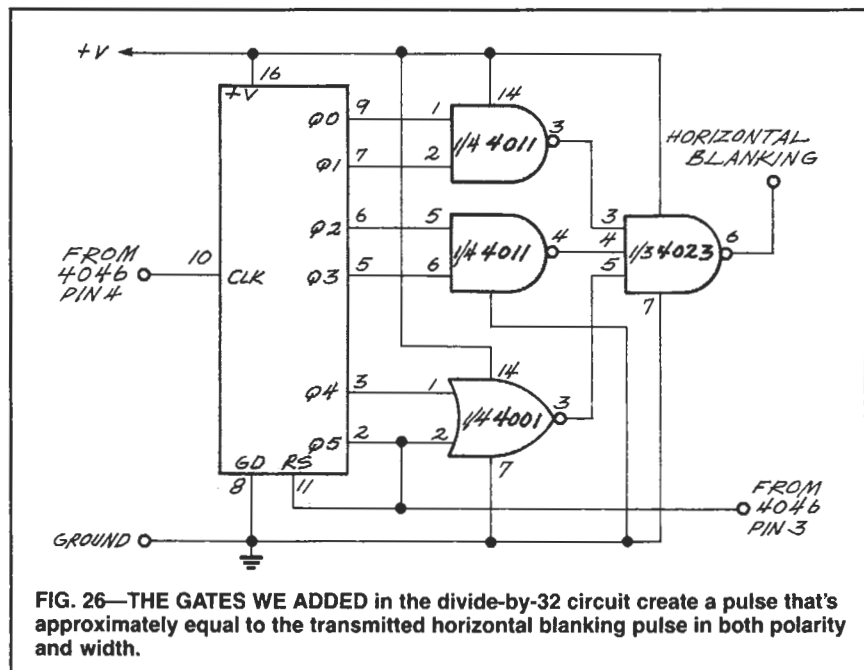 +V
16
+V
Q0 9 1
Q1 7 2
1/4 4011
14
3
HORIZONTAL
BLANKING
Q2 6 5
Q3 5 6
1/4 4011
4
3
4
5
1/3 4023
6
7
FROM
4046
PIN 4
10
CLK
Q4 3 1
Q5 2 2
1/4 4001
14
3
7
GD
RS
8
11
FROM
4046
PIN 3
GROUND
FIG. 26—THE GATES WE ADDED in the divide-by-32 circuit create a pulse that's
approximately equal to the transmitted horizontal blanking pulse in both polarity
and width.